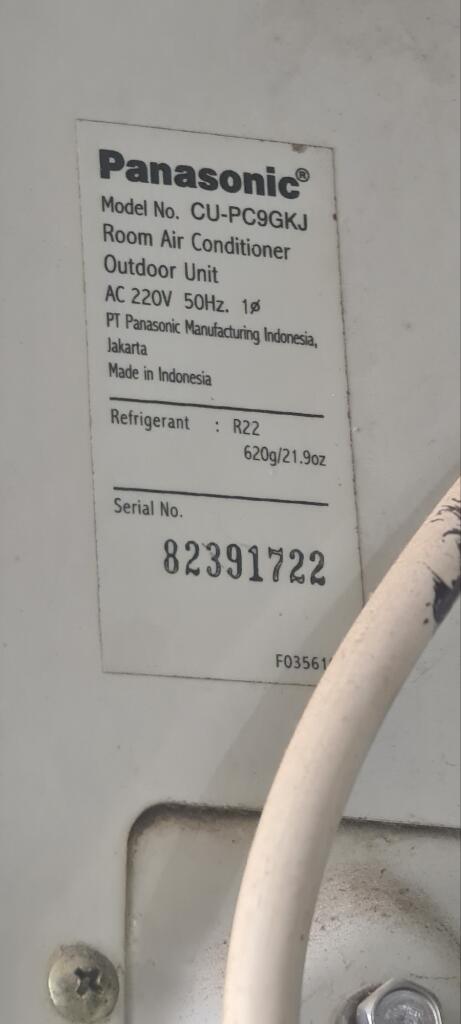 Panasonic®
Model No. CU-PC9GKJ
Room Air Conditioner
Outdoor Unit
AC 220V 50Hz. 1ø
PT Panasonic Manufacturing Indonesia,
Jakarta
Made in Indonesia
Refrigerant : R22
620g/21.9oz
Serial No.
82391722